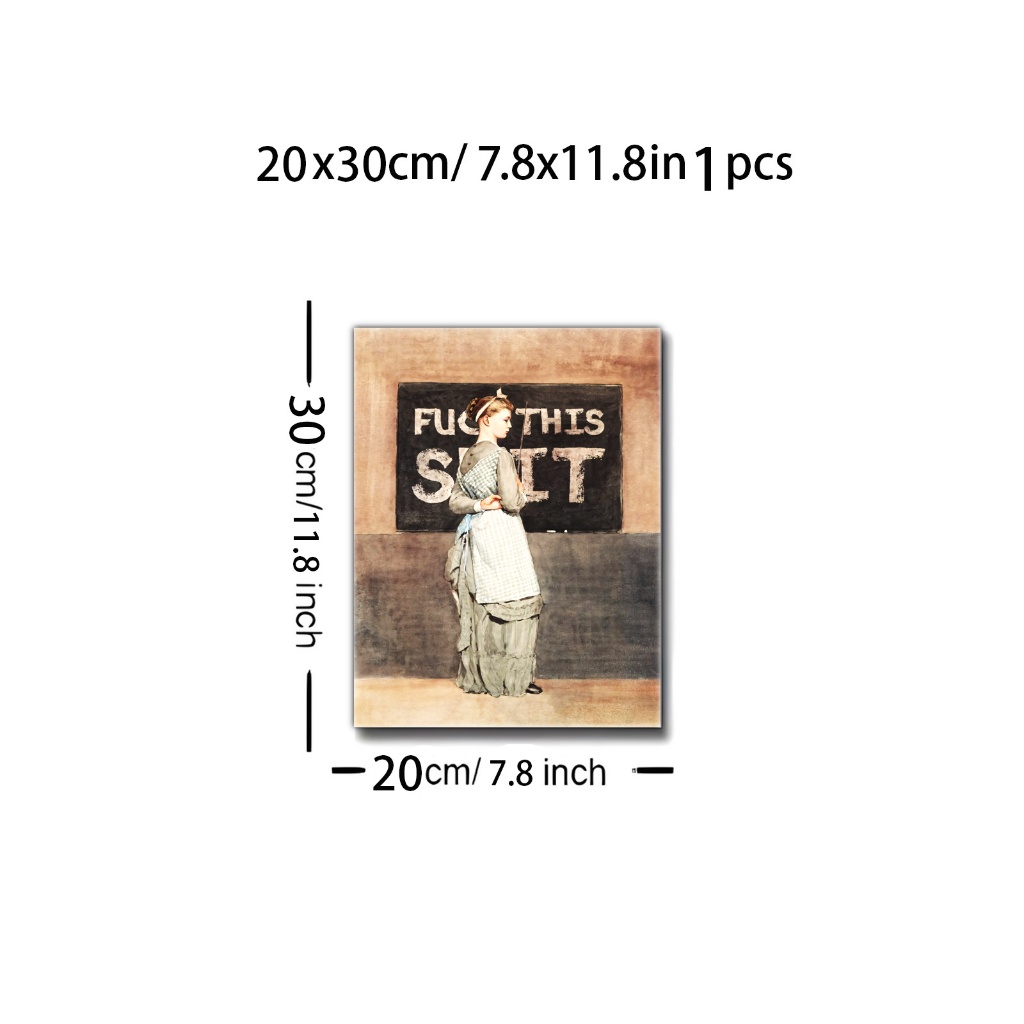 20x30cm/ 7.8x11.8in 1 pcs
FUC THIS
S IT
30cm/11.8 inch
20cm/ 7.8 inch